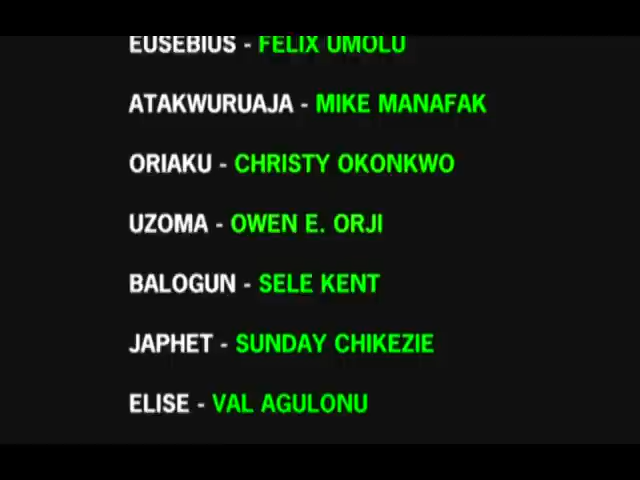 EUSEBIUS - FELIX UMOLU
ATAKWURUAJA - MIKE MANAFAK
ORIAKU - CHRISTY OKONKWO
UZOMA - OWEN E. ORJI
BALOGUN - SELE KENT
JAPHET - SUNDAY CHIKEZIE
ELISE - VAL AGULONU